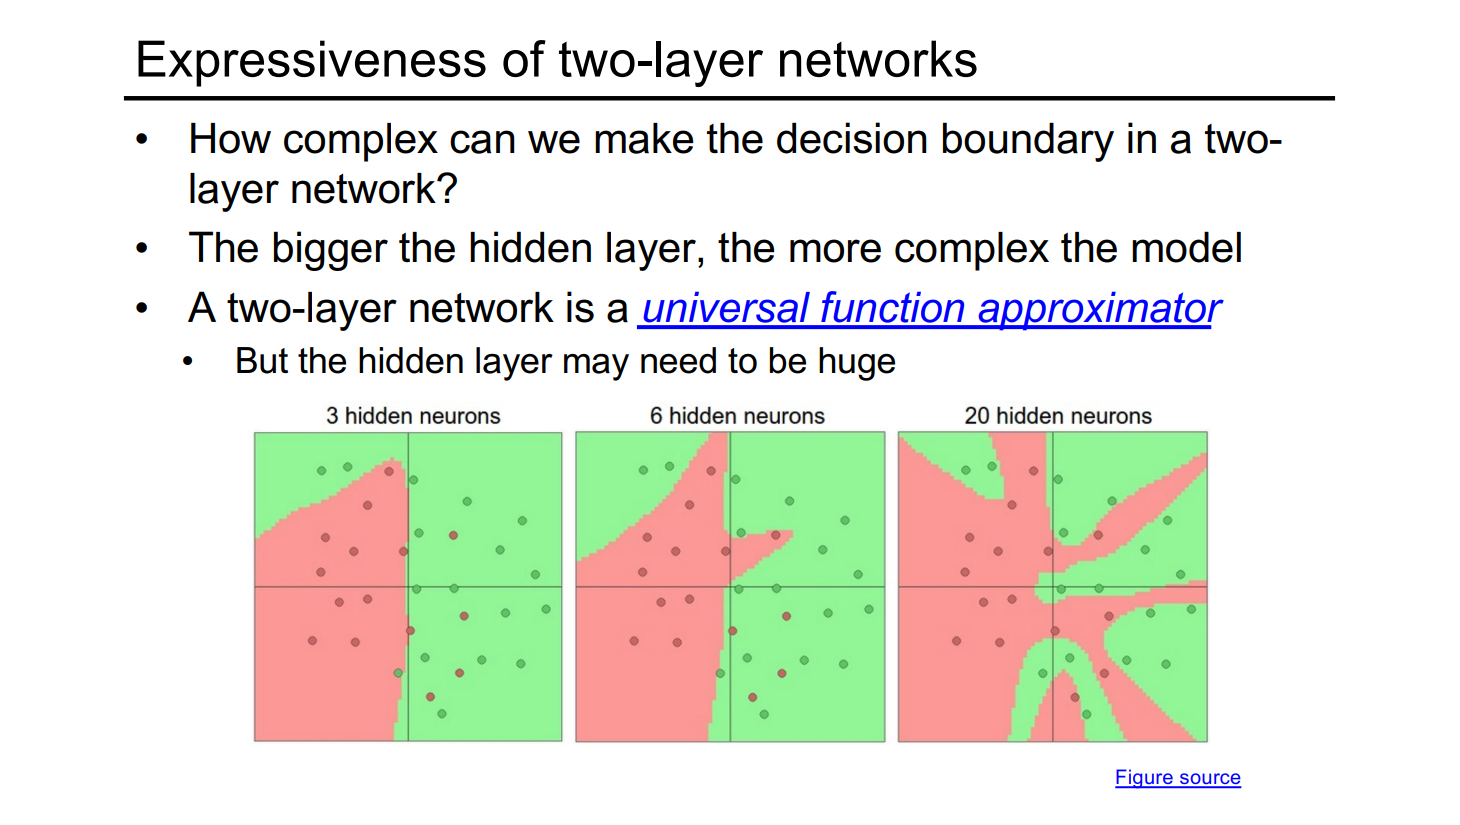 Expressiveness of two-layer networks
• How complex can we make the decision boundary in a two-
layer network?
• The bigger the hidden layer, the more complex the model
• A two-layer network is a universal function approximator
• But the hidden layer may need to be huge
3 hidden neurons
6 hidden neurons
20 hidden neurons
Figure source